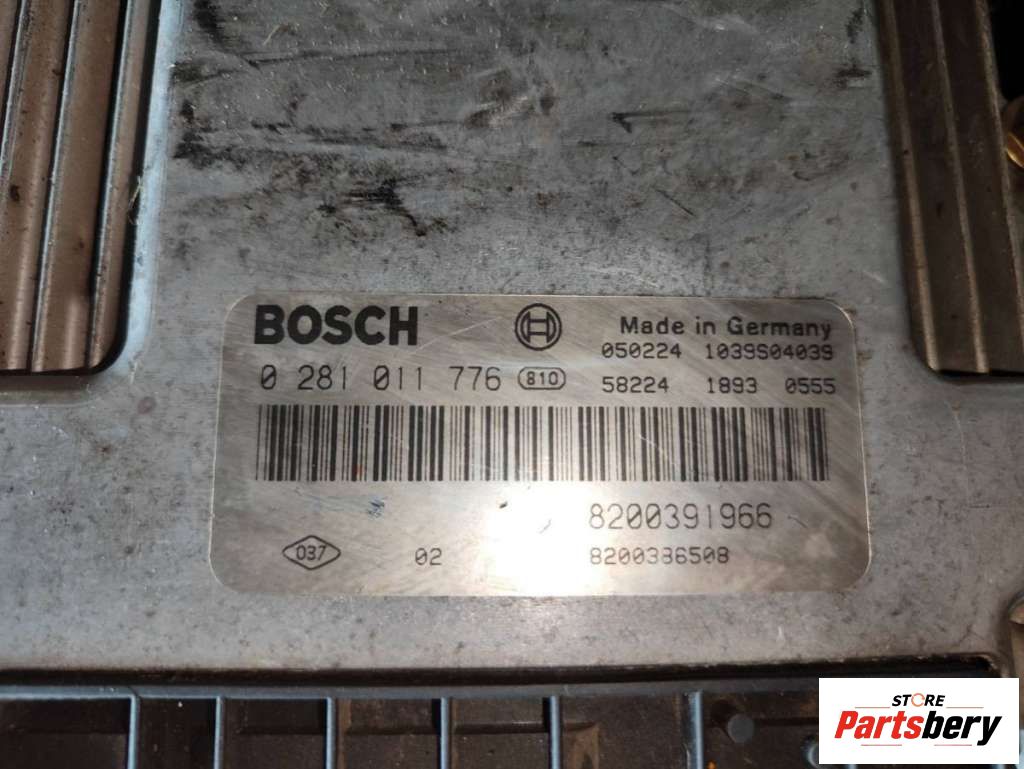 BOSCH
Made in Germany
050224 1039S04039
0 281 011 776 810 58224 1893 0555
8200391966
037 02 8200386508
STORE
Partsbery